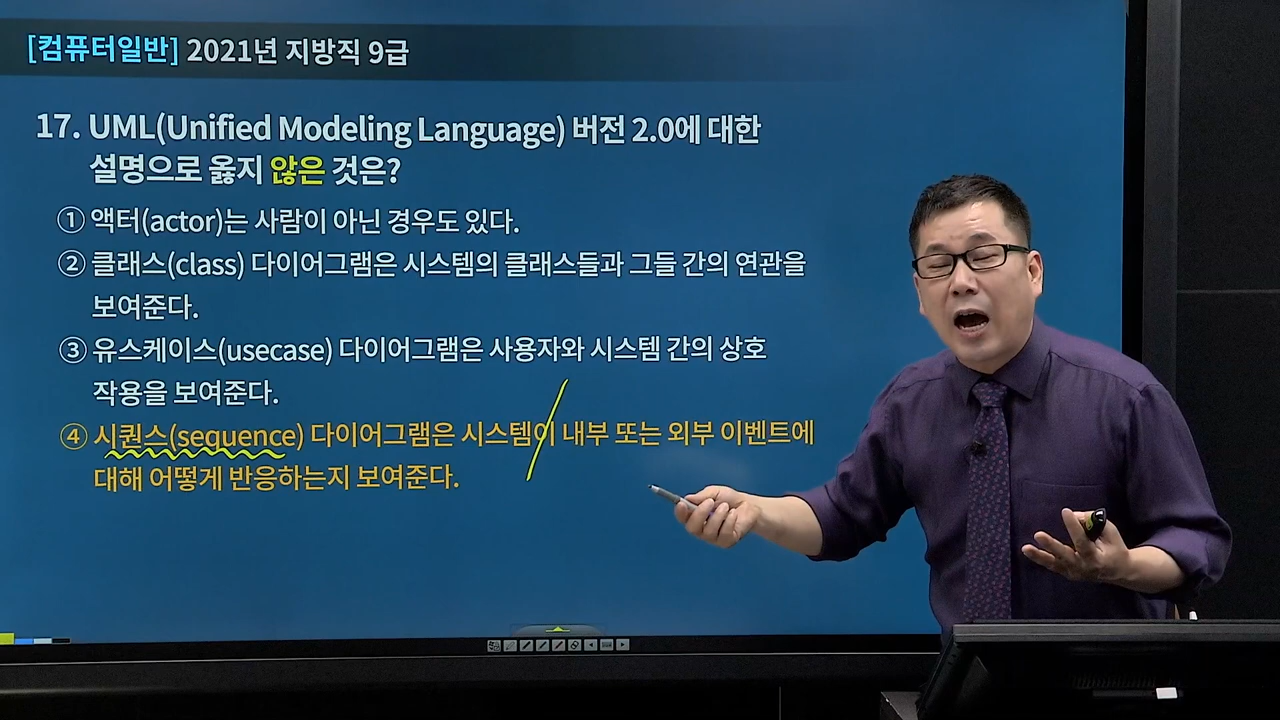 [컴퓨터일반] 2021년 지방직 9급
17. UML(Unified Modeling Language) 버전 2.0에 대한
설명으로 옳지 않은 것은?
① 액터(actor)는 사람이 아닌 경우도 있다.
② 클래스(class) 다이어그램은 시스템의 클래스들과 그들 간의 연관을
보여준다.
③ 유스케이스(usecase) 다이어그램은 사용자와 시스템 간의 상호
작용을 보여준다.
④ 시퀀스(sequence) 다이어그램은 시스템이 내부 또는 외부 이벤트에
대해 어떻게 반응하는지 보여준다.